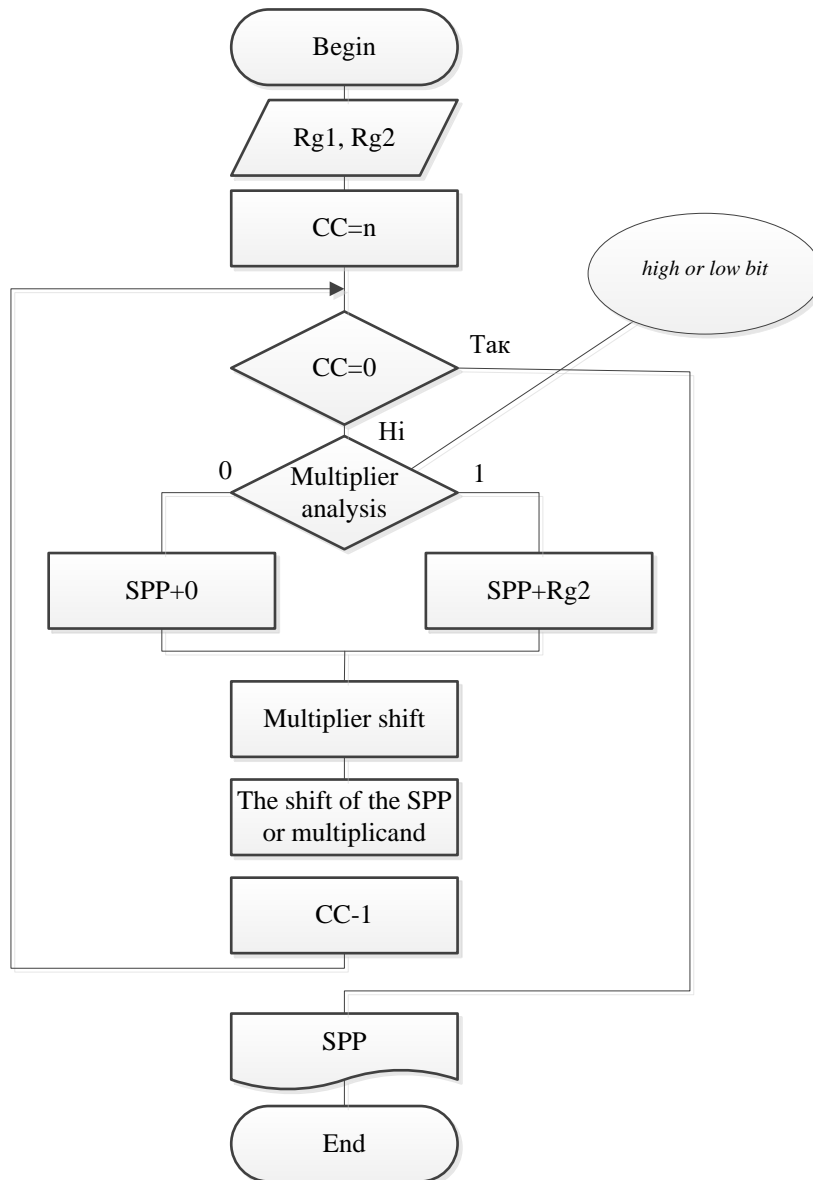 Begin
Rg1, Rg2
CC=n
high or low bit
CC=0
Так
Ні
0
Multiplier
analysis
1
SPP+0
SPP+Rg2
Multiplier shift
The shift of the SPP
or multiplicand
CC-1
SPP
End